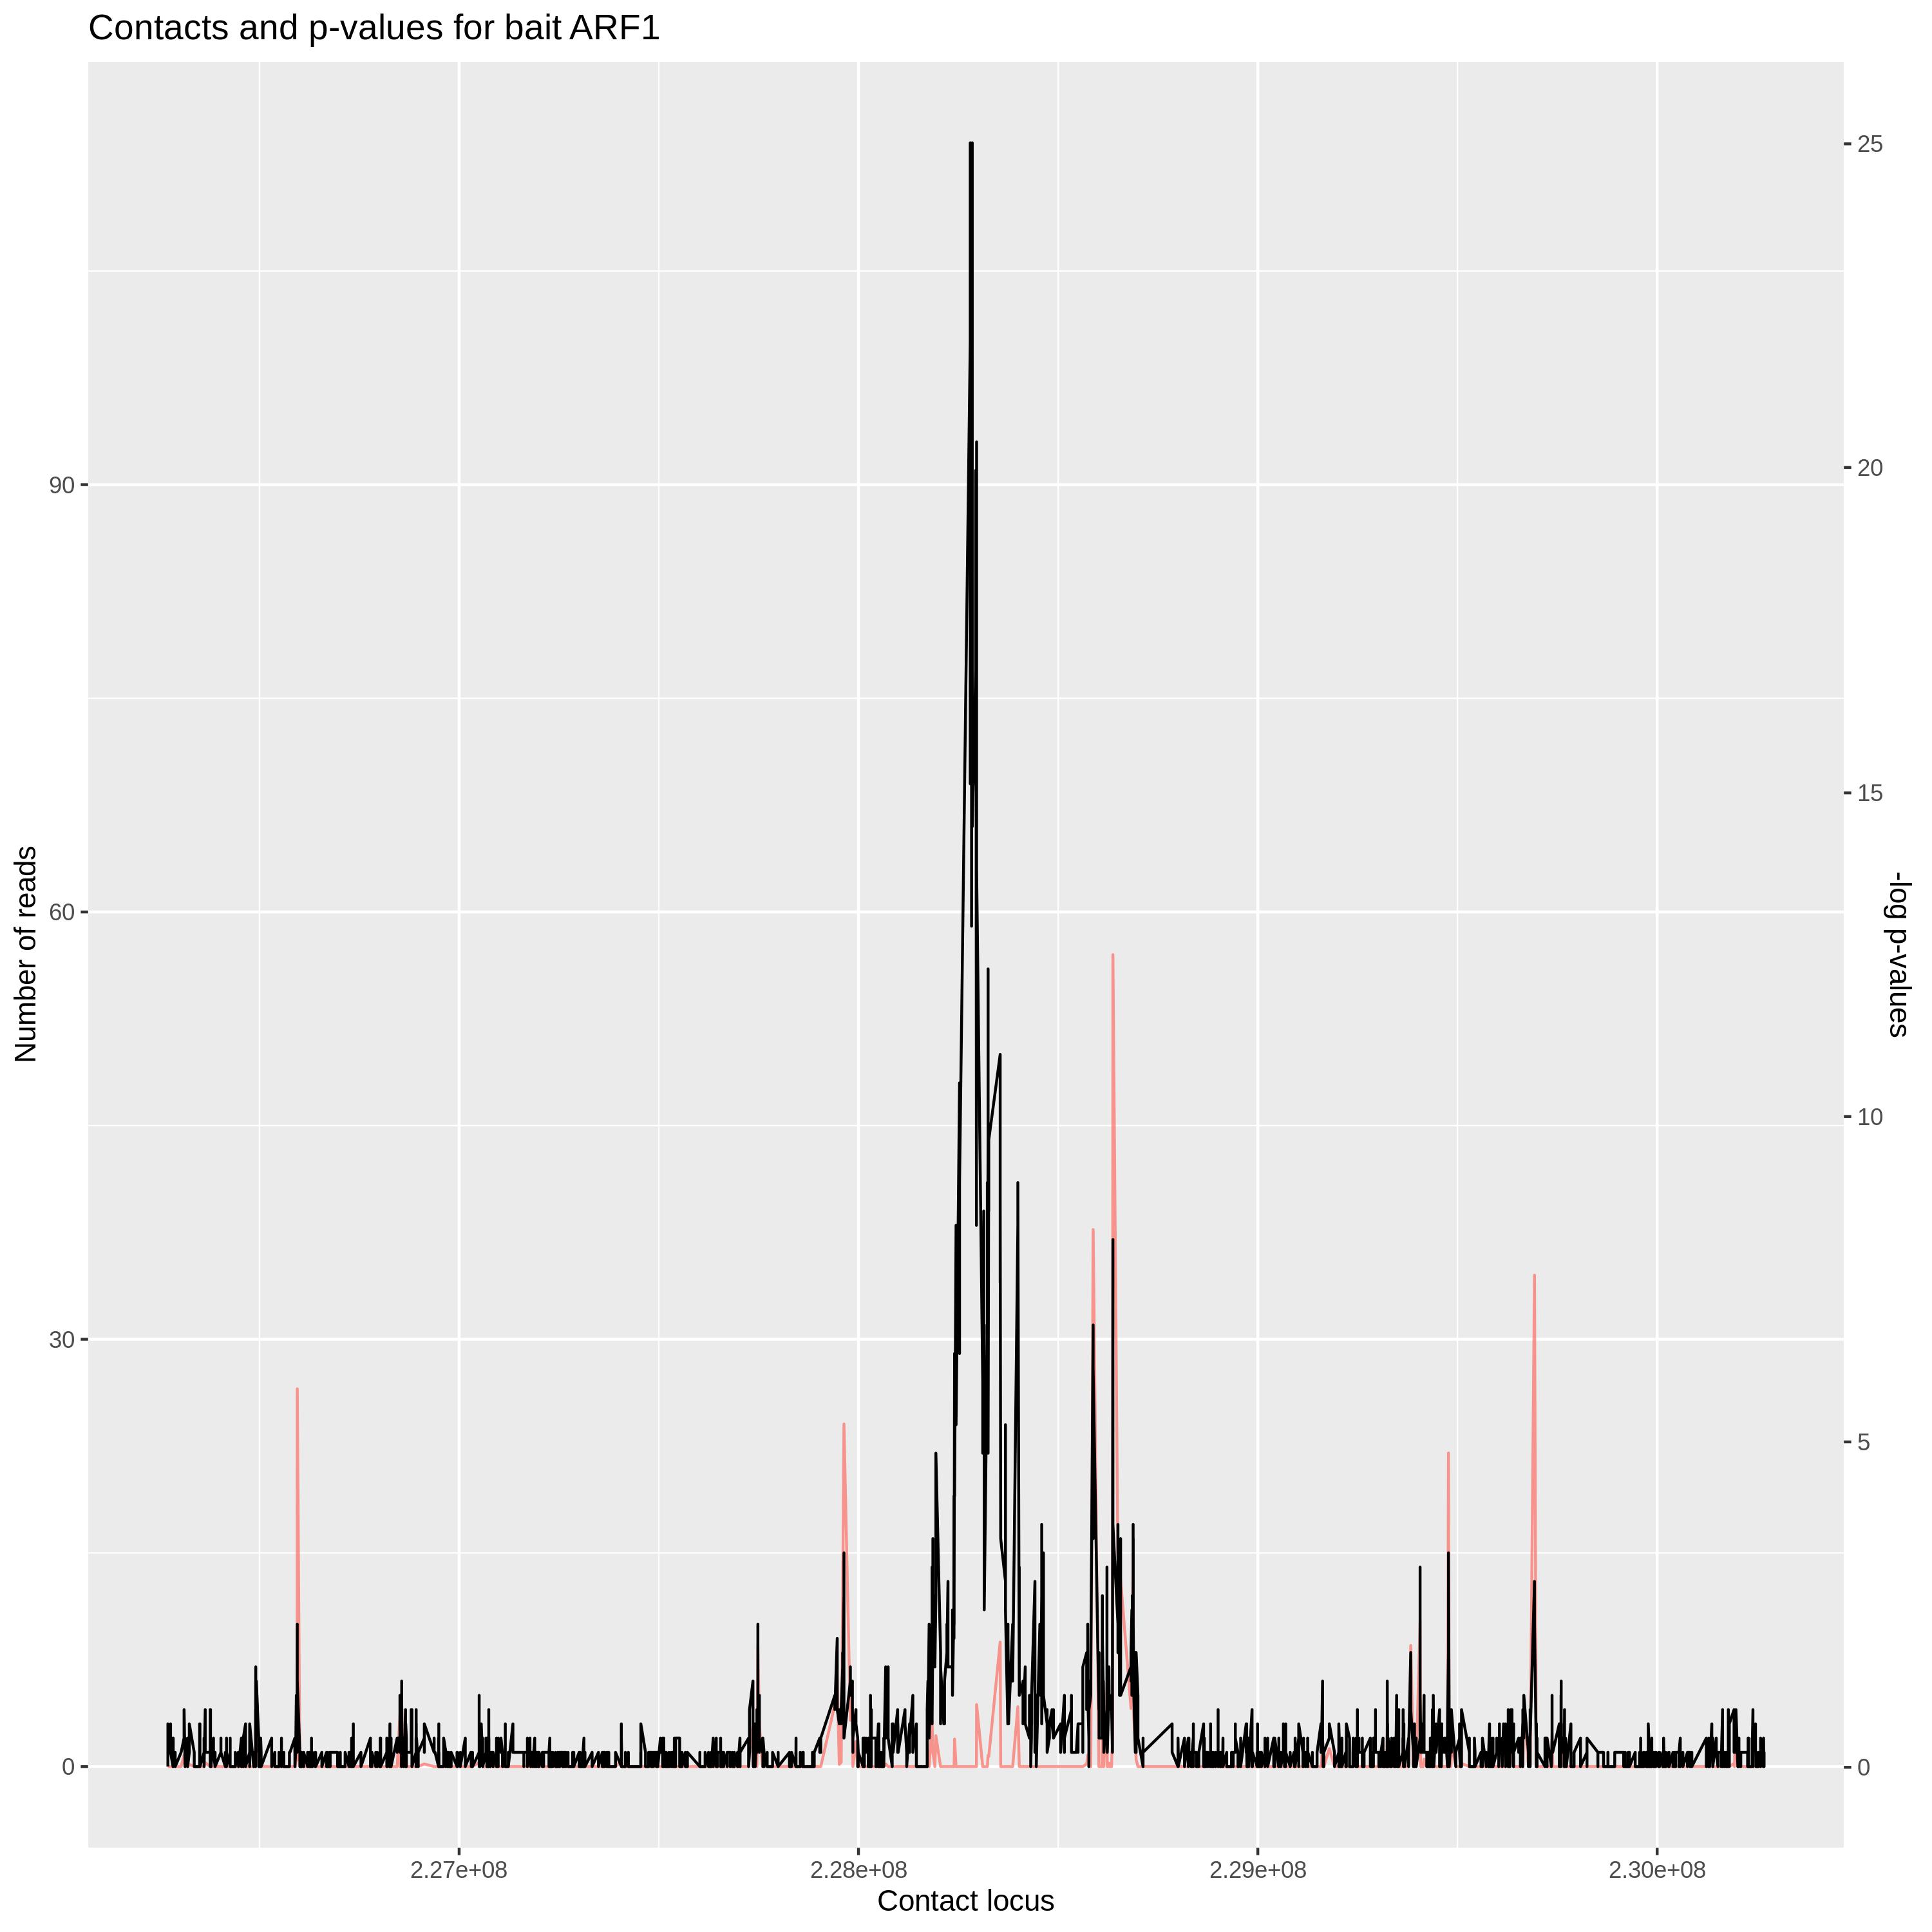 Contacts and p-values for bait ARF1
90
60
30
0
Number of reads
25
20
15
10
5
0
-log p-values
2.27e+08
2.28e+08
2.29e+08
2.30e+08
Contact locus